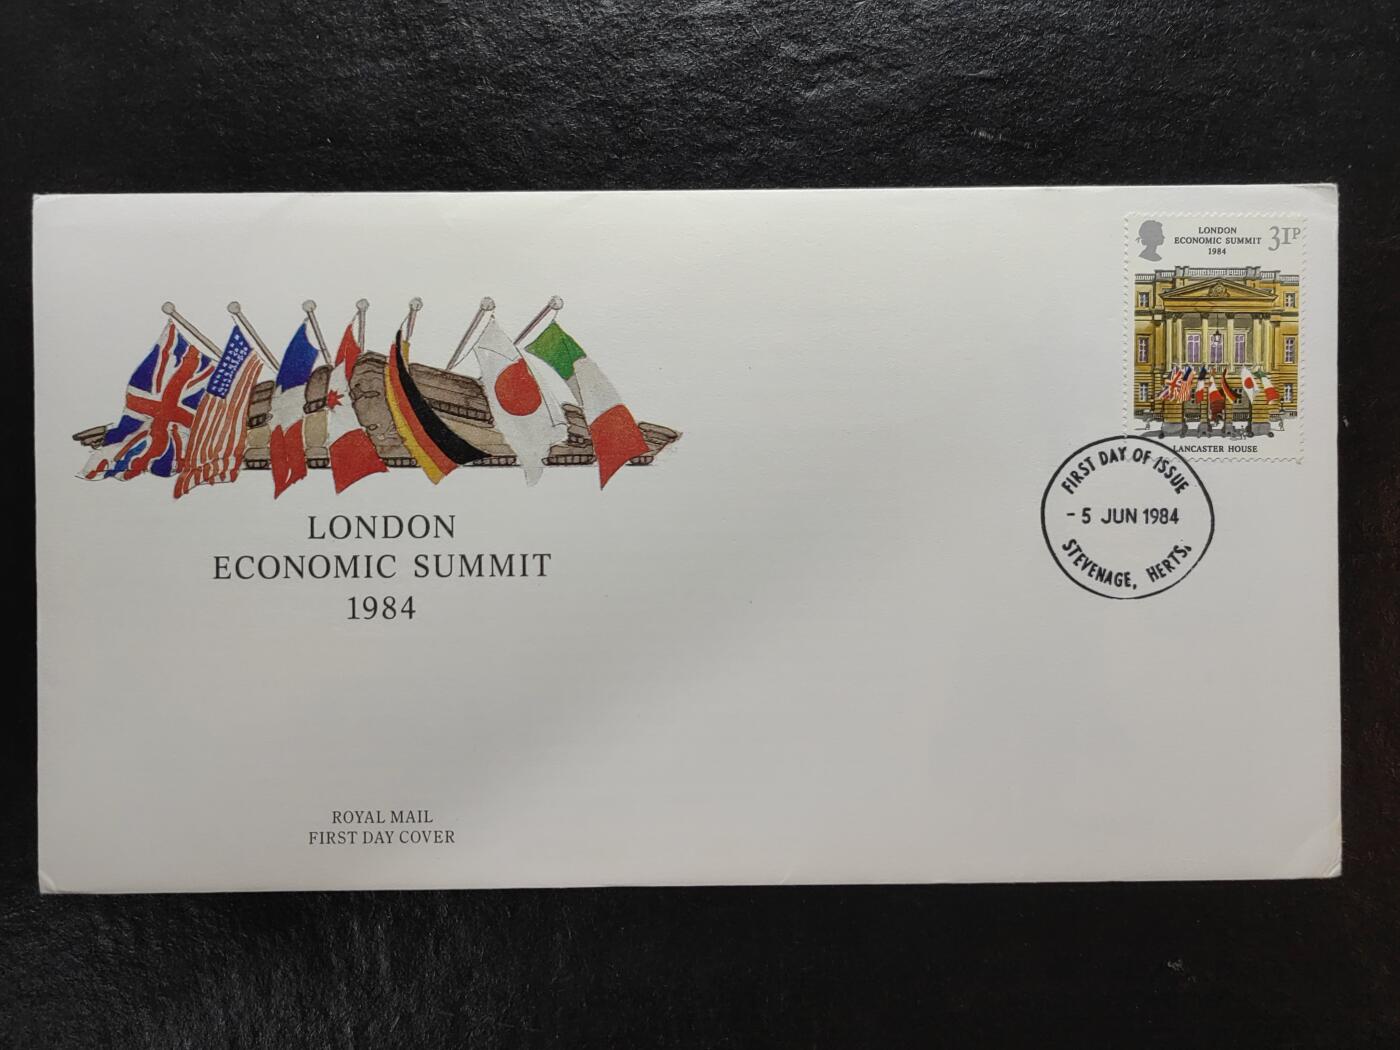 LONDON
ECONOMIC SUMMIT
1984
31P
LANCASTER HOUSE
FIRST DAY OF ISSUE
- 5 JUN 1984
STEVENAGE, HERTS.
LONDON
ECONOMIC SUMMIT
1984
ROYAL MAIL
FIRST DAY COVER